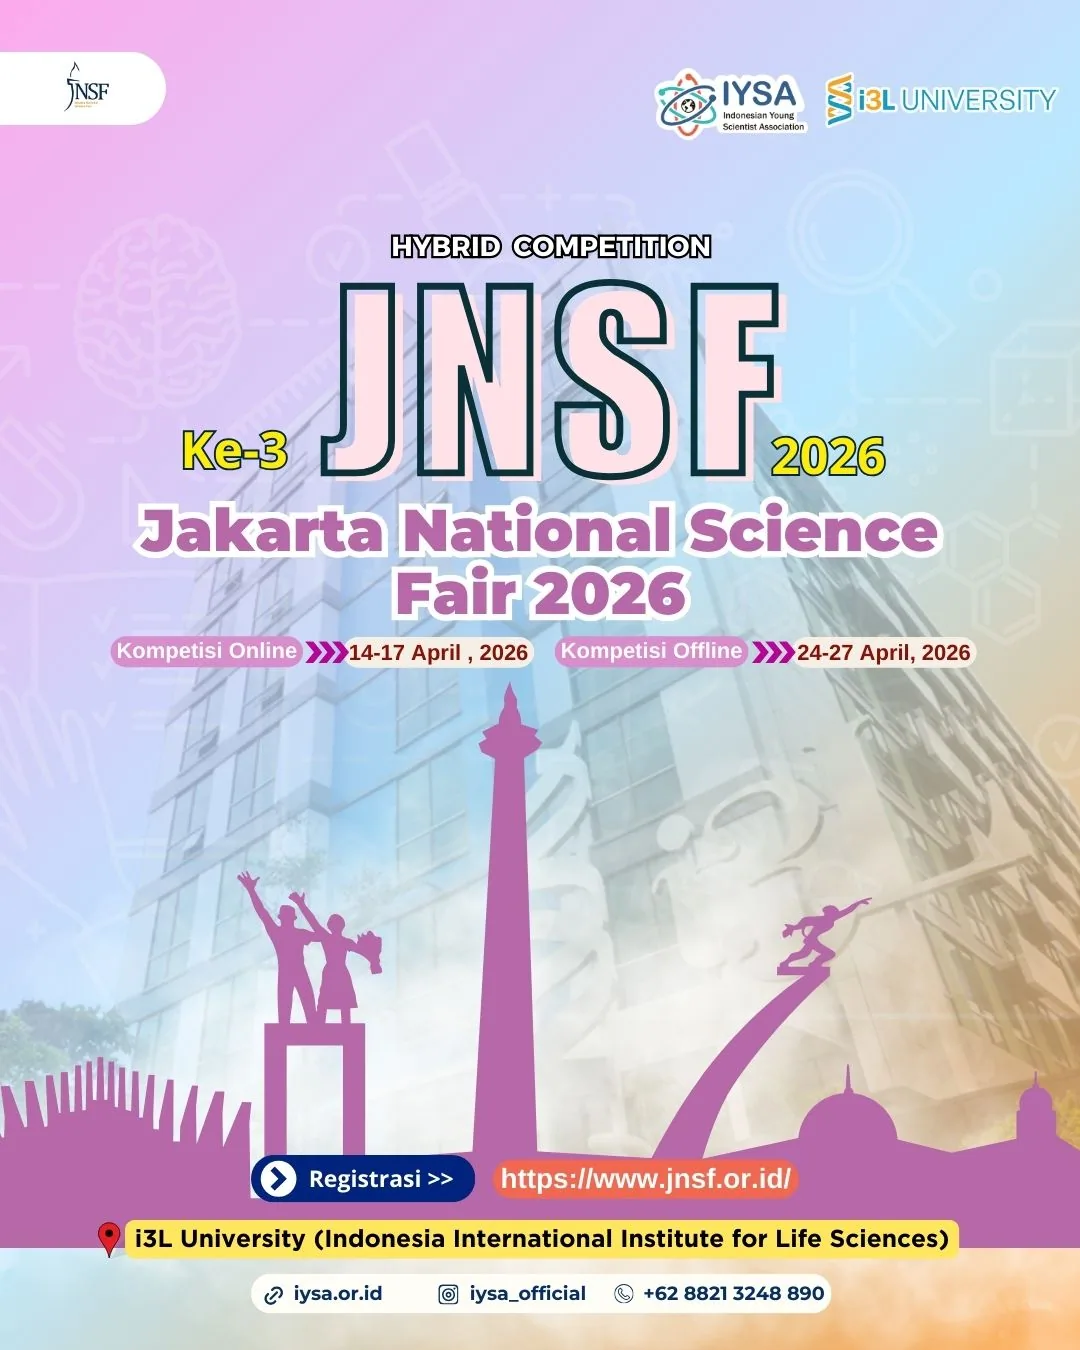 JNSF
IYSA
Indonesian Young
Scientist Association
i3L UNIVERSITY
HYBRID COMPETITION
JNSF
Ke-3
2026
Jakarta National Science
Fair 2026
Kompetisi Online
14-17 April , 2026
Kompetisi Offline
24-27 April, 2026
Registrasi >>
https://www.jnsf.or.id/
i3L University (Indonesia International Institute for Life Sciences)
iysa.or.id
iysa_official
+62 8821 3248 890